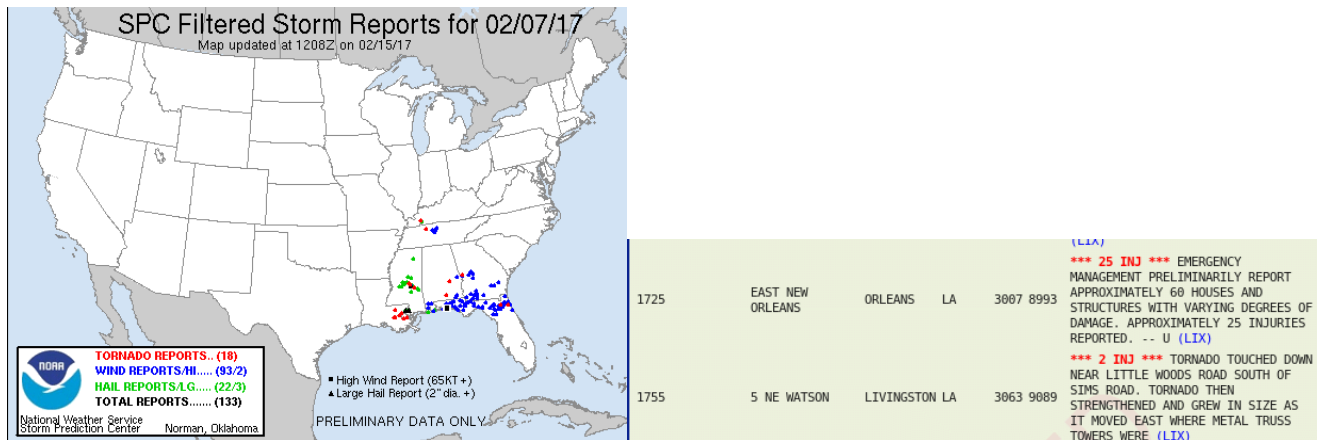 SPC Filtered Storm Reports for 02/07/17
Map updated at 1208Z on 02/15/17
NOAA
TORNADO REPORTS.. (18)
WIND REPORTS/HI..... (93/2)
HAIL REPORTS/LG..... (22/3)
TOTAL REPORTS....... (133)
National Weather Service
Storm Prediction Center Norman, Oklahoma
High Wind Report (65KT +)
Large Hail Report (2" dia. +)
PRELIMINARY DATA ONLY
(LIX)
*** 25 INJ *** EMERGENCY
MANAGEMENT PRELIMINARILY REPORT
1725 EAST NEW ORLEANS ORLEANS LA 3007 8993 APPROXIMATELY 60 HOUSES AND
STRUCTURES WITH VARYING DEGREES OF
DAMAGE. APPROXIMATELY 25 INJURIES
REPORTED. -- U (LIX)
*** 2 INJ *** TORNADO TOUCHED DOWN
NEAR LITTLE WOODS ROAD SOUTH OF
1755 5 NE WATSON LIVINGSTON LA 3063 9089 SIMS ROAD. TORNADO THEN
STRENGTHENED AND GREW IN SIZE AS
IT MOVED EAST WHERE METAL TRUSS
TOWERS WERE (LIX)